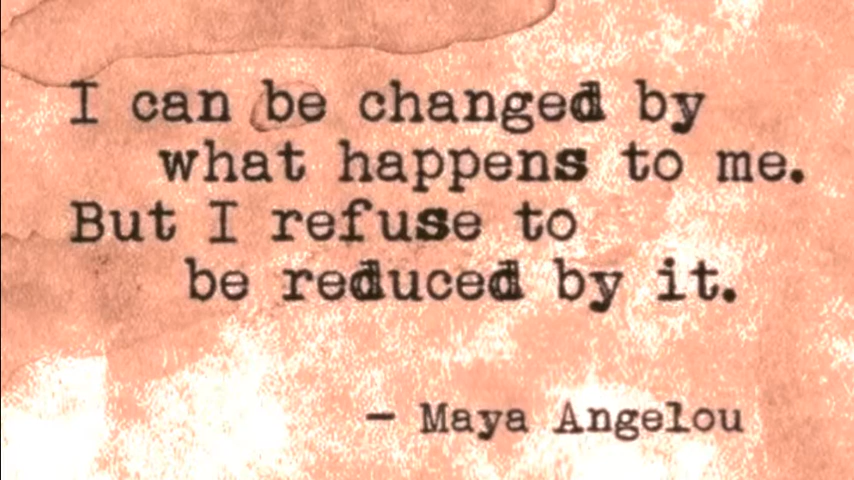 I can be changed by
what happens to me.
But I refuse to
be reduced by it.
— Maya Angelou